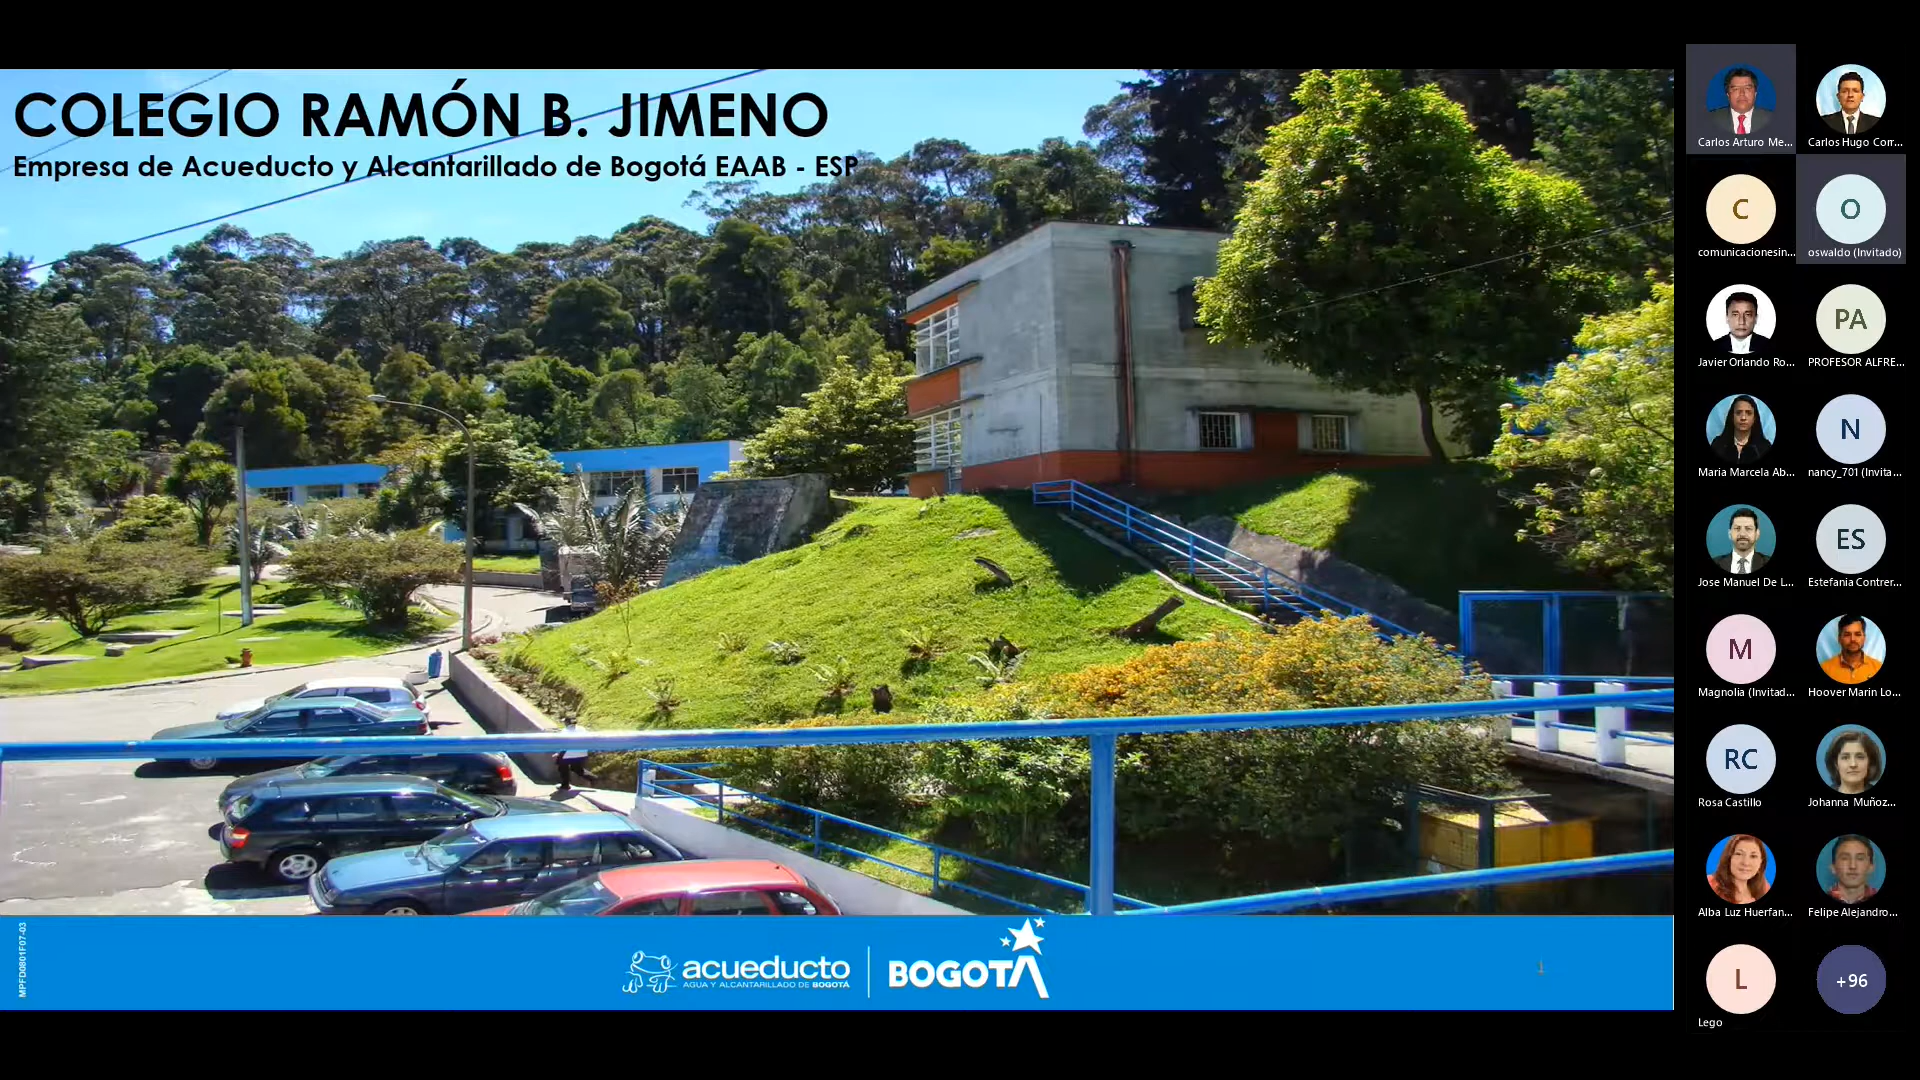 COLEGIO RAMÓN B. JIMENO
Empresa de Acueducto y Alcantarillado de Bogotá EAAB - ESP
MPFD0801F07-03
acueducto
AGUA Y ALCANTARILLADO DE BOGOTÁ
BOGOTÁ
1
Carlos Arturo Me...
Carlos Hugo Corr...
C
comunicacionesin...
O
oswaldo (Invitado)
Javier Orlando Ro...
PA
PROFESOR ALFRE...
Maria Marcela Ab...
N
nancy_701 (Invita...
Jose Manuel De L...
ES
Estefania Contrer...
M
Magnolia (Invitad...
Hoover Marin Lo...
RC
Rosa Castillo
Johanna Muñoz...
Alba Luz Huerfan...
Felipe Alejandro...
L
Lego
+96